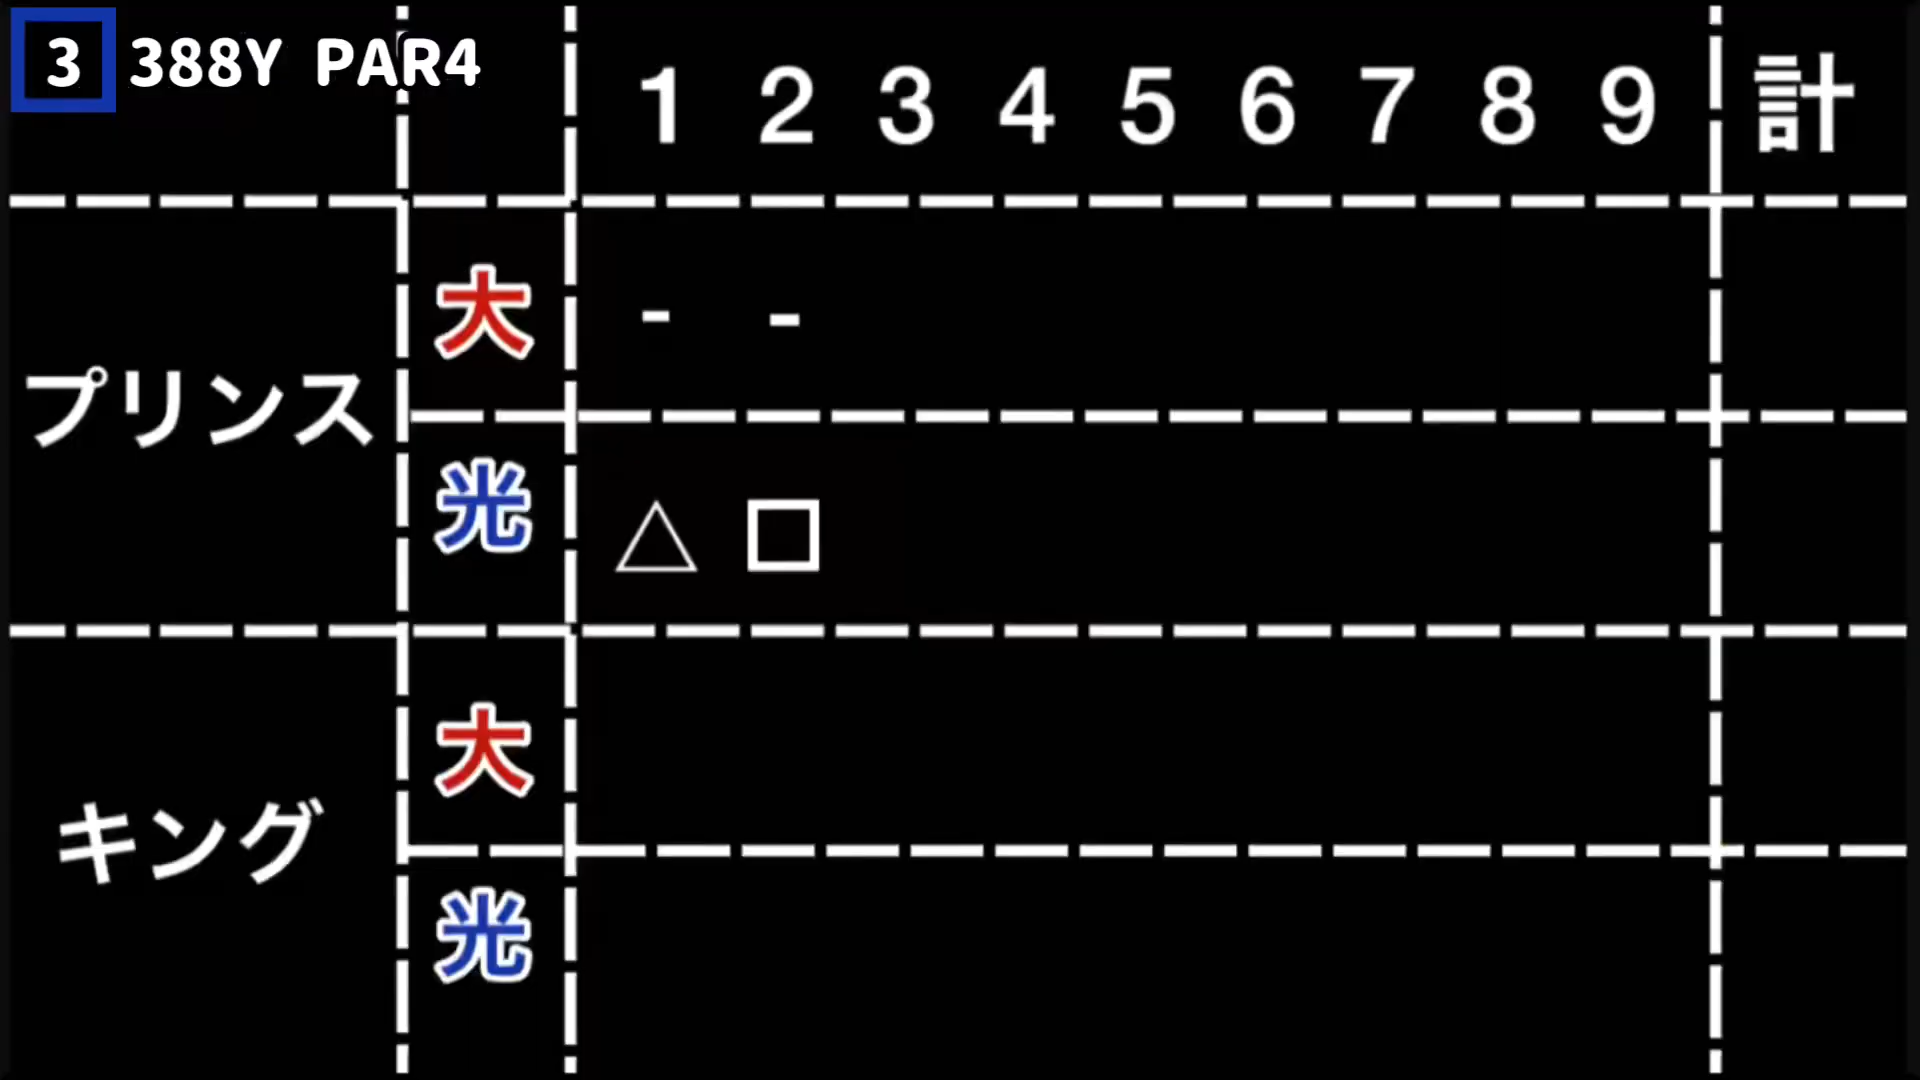 3 388Y PAR4
1 2 3 4 5 6 7 8 9 計
プリンス
大 - -
光 △ □
キング
大
光